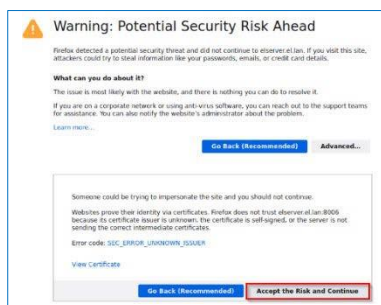 Warning: Potential Security Risk Ahead
Firefox detected a potential security threat and did not continue to elserver.el.lan. If you visit this site,
attackers could try to steal information like your passwords, emails, or credit card details.
What can you do about it?
The issue is most likely with the website, and there is nothing you can do to resolve it.
If you are on a corporate network or using anti-virus software, you can reach out to the support teams
for assistance. You can also notify the website's administrator about the problem.
Learn more...
Go Back (Recommended) Advanced...
Someone could be trying to impersonate the site and you should not continue.
Websites prove their identity via certificates. Firefox does not trust elserver.el.lan:8006
because its certificate issuer is unknown, the certificate is self-signed, or the server is not
sending the correct intermediate certificates.
Error code: SEC_ERROR_UNKNOWN_ISSUER
View Certificate
Go Back (Recommended) Accept the Risk and Continue